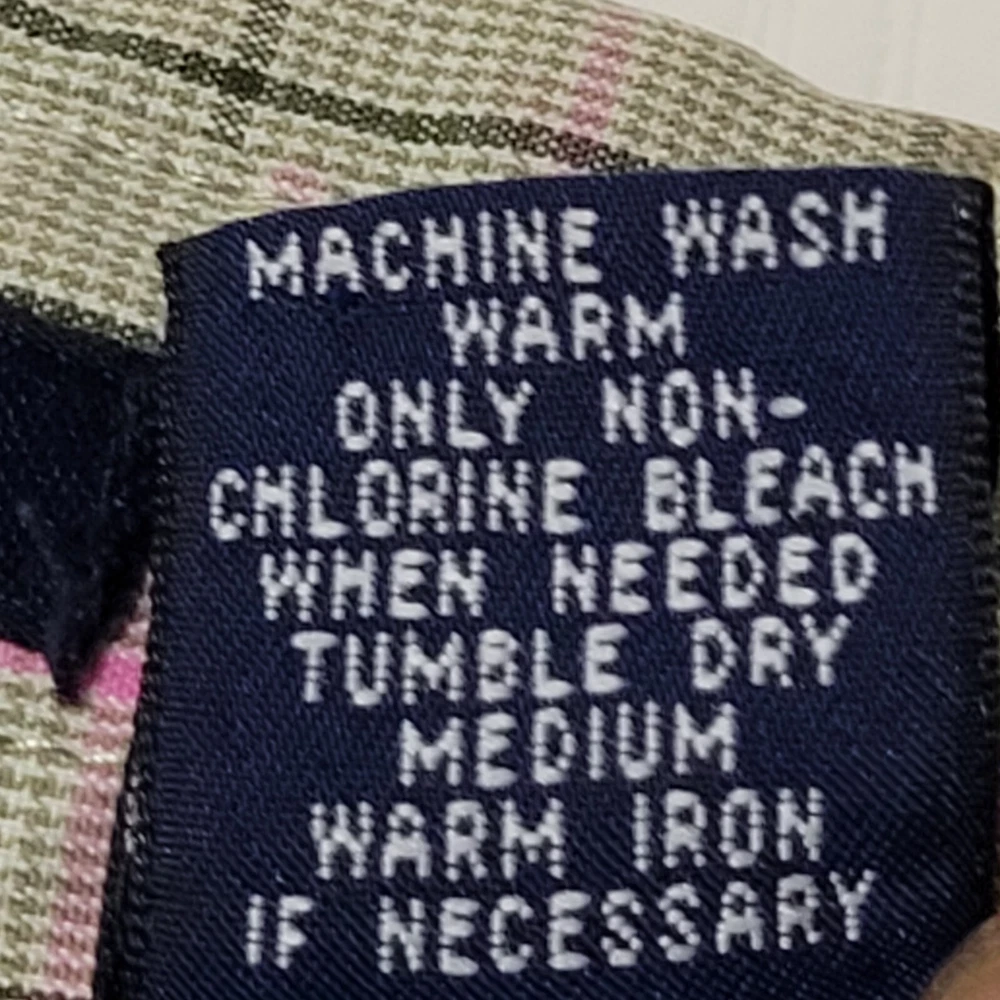 MACHINE WASH
WARM
ONLY NON-
CHLORINE BLEACH
WHEN NEEDED
TUMBLE DRY
MEDIUM
WARM IRON
IF NECESSARY